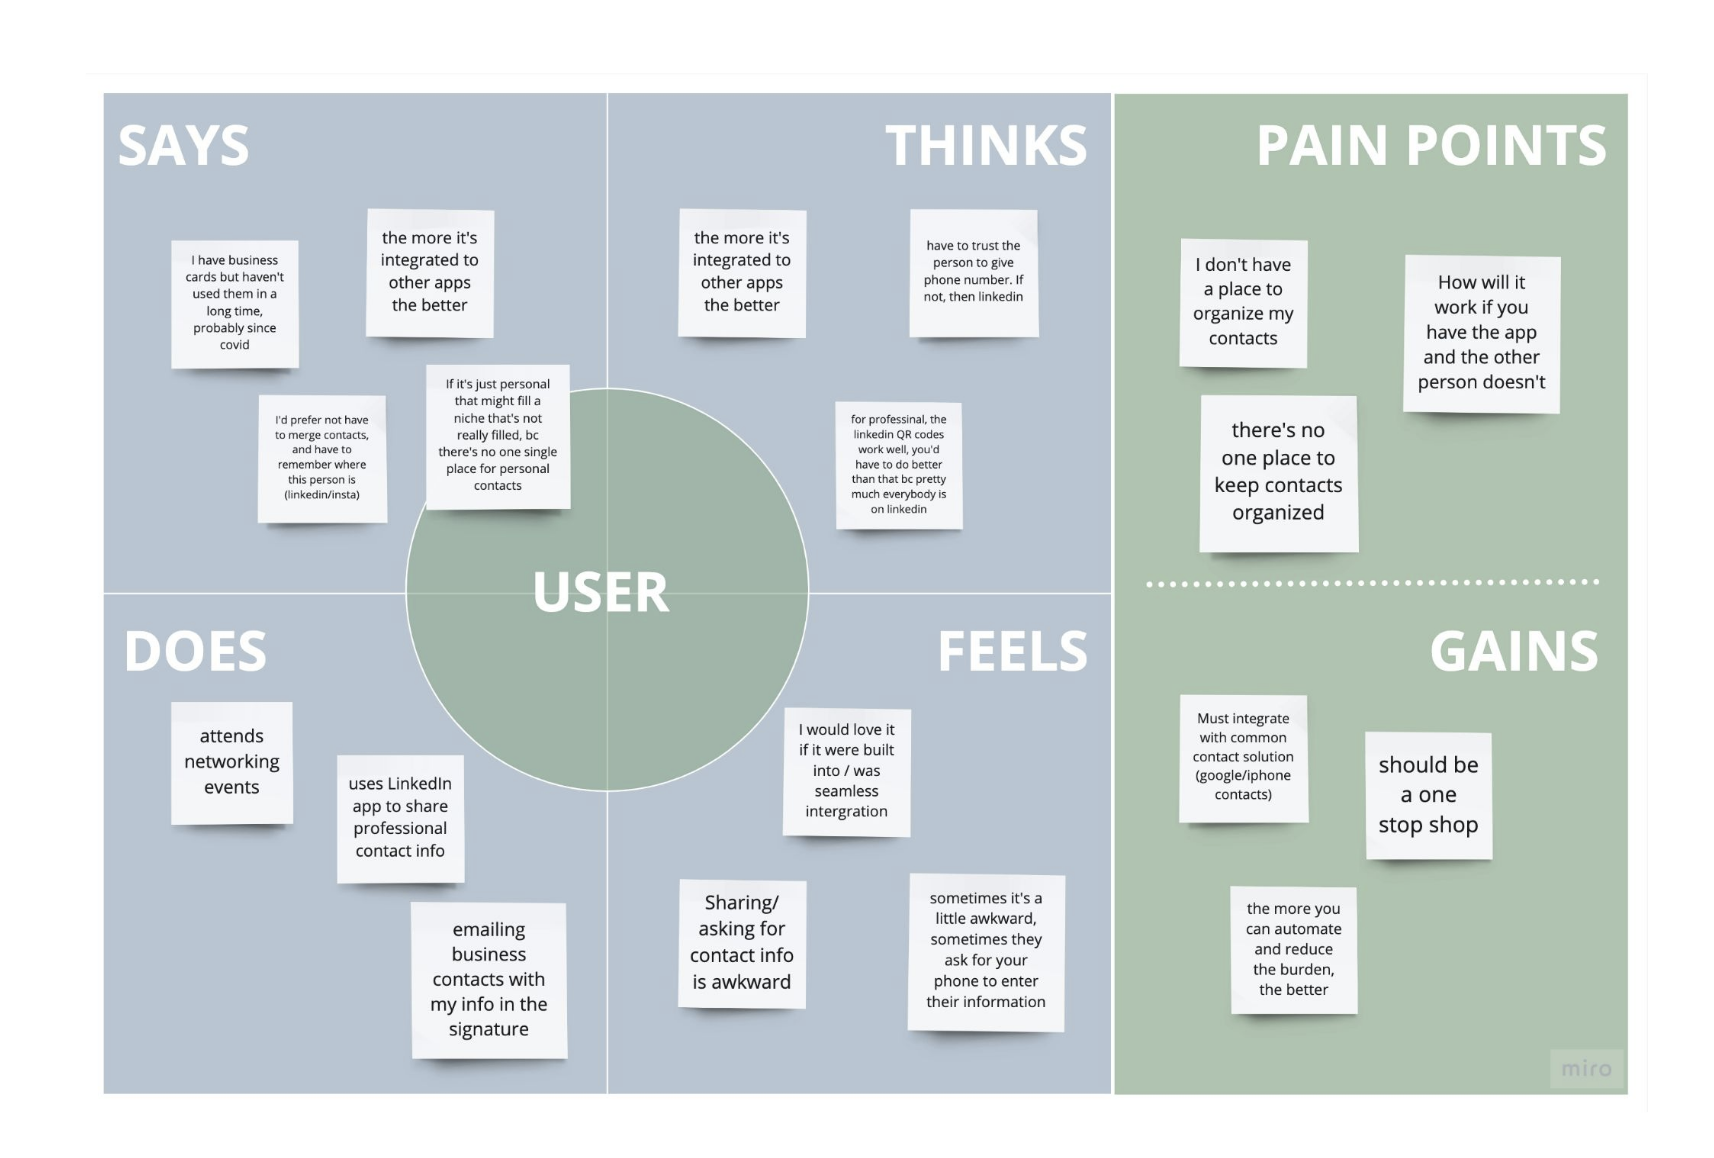 SAYS
I have business
cards but haven't
used them in a
long time,
probably since
covid
the more it's
integrated to
other apps
the better
I'd prefer not have
to merge contacts,
and have to
remember where
this person is
(linkedin/insta)
If it's just personal
that might fill a
niche that's not
really filled, bc
there's no one single
place for personal
contacts
THINKS
the more it's
integrated to
other apps
the better
have to trust the
person to give
phone number. If
not, then linkedin
for professinal, the
linkedin QR codes
work well, you'd
have to do better
than that bc pretty
much everybody is
on linkedin
USER
DOES
attends
networking
events
uses LinkedIn
app to share
professional
contact info
emailing
business
contacts with
my info in the
signature
FEELS
I would love it
if it were built
into / was
seamless
intergration
Sharing/
asking for
contact info
is awkward
sometimes it's a
little awkward,
sometimes they
ask for your
phone to enter
their information
PAIN POINTS
I don't have
a place to
organize my
contacts
How will it
work if you
have the app
and the other
person doesn't
there's no
one place to
keep contacts
organized
GAINS
Must integrate
with common
contact solution
(google/iphone
contacts)
should be
a one
stop shop
the more you
can automate
and reduce
the burden,
the better
miro